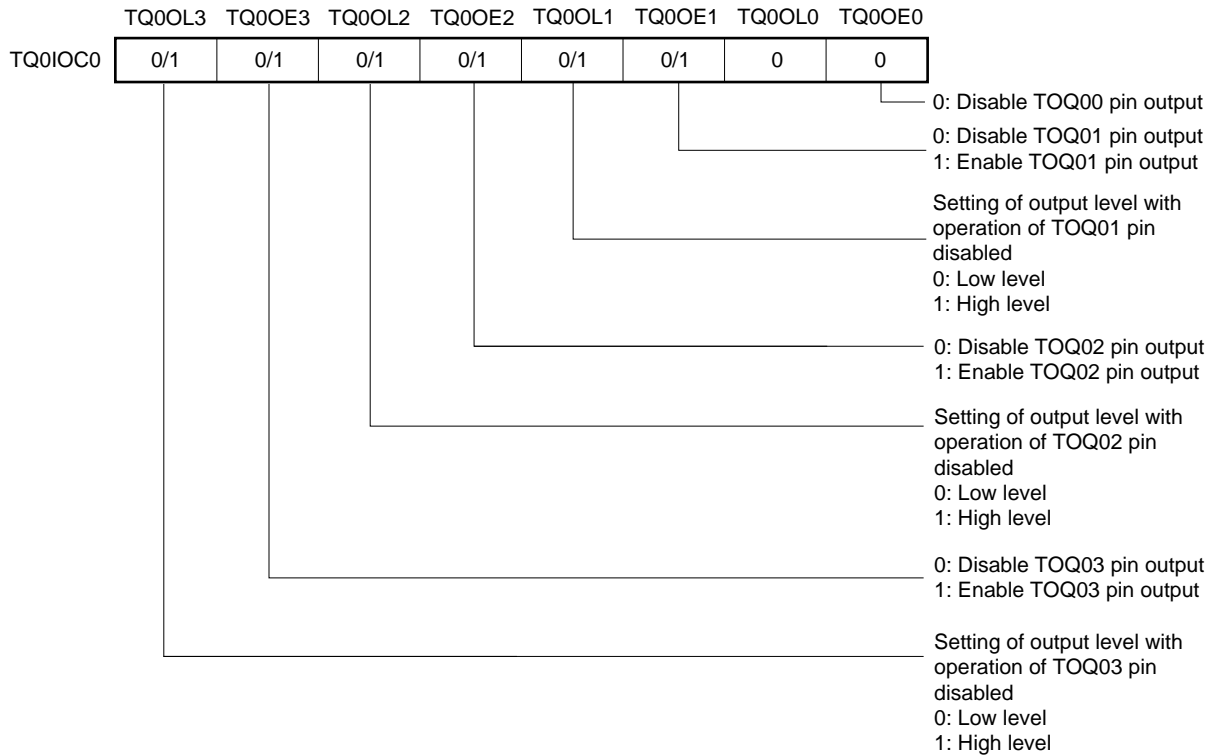 TQ0OL3 TQ0OE3 TQ0OL2 TQ0OE2 TQ0OL1 TQ0OE1 TQ0OL0 TQ0OE0
TQ0IOC0 0/1 0/1 0/1 0/1 0/1 0/1 0 0
0: Disable TOQ00 pin output
0: Disable TOQ01 pin output
1: Enable TOQ01 pin output
Setting of output level with
operation of TOQ01 pin
disabled
0: Low level
1: High level
0: Disable TOQ02 pin output
1: Enable TOQ02 pin output
Setting of output level with
operation of TOQ02 pin
disabled
0: Low level
1: High level
0: Disable TOQ03 pin output
1: Enable TOQ03 pin output
Setting of output level with
operation of TOQ03 pin
disabled
0: Low level
1: High level